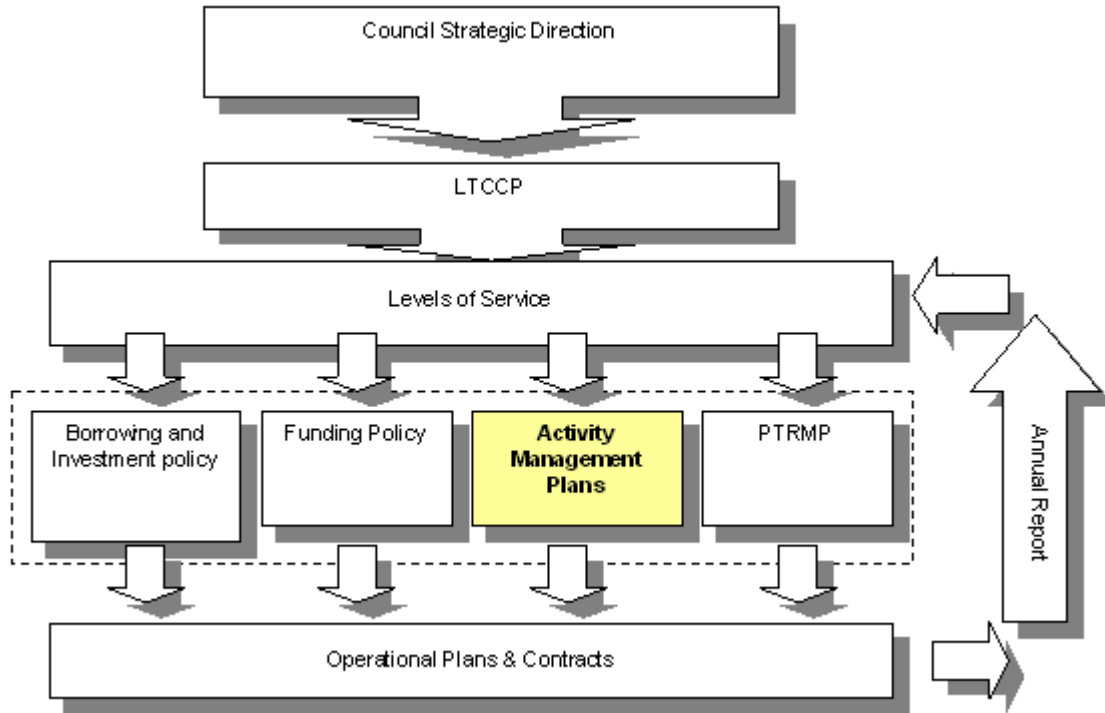 Council Strategic Direction
LTCCP
Levels of Service
Borrowing and
Investment policy
Funding Policy
Activity
Management
Plans
PTRMP
Annual Report
Operational Plans & Contracts